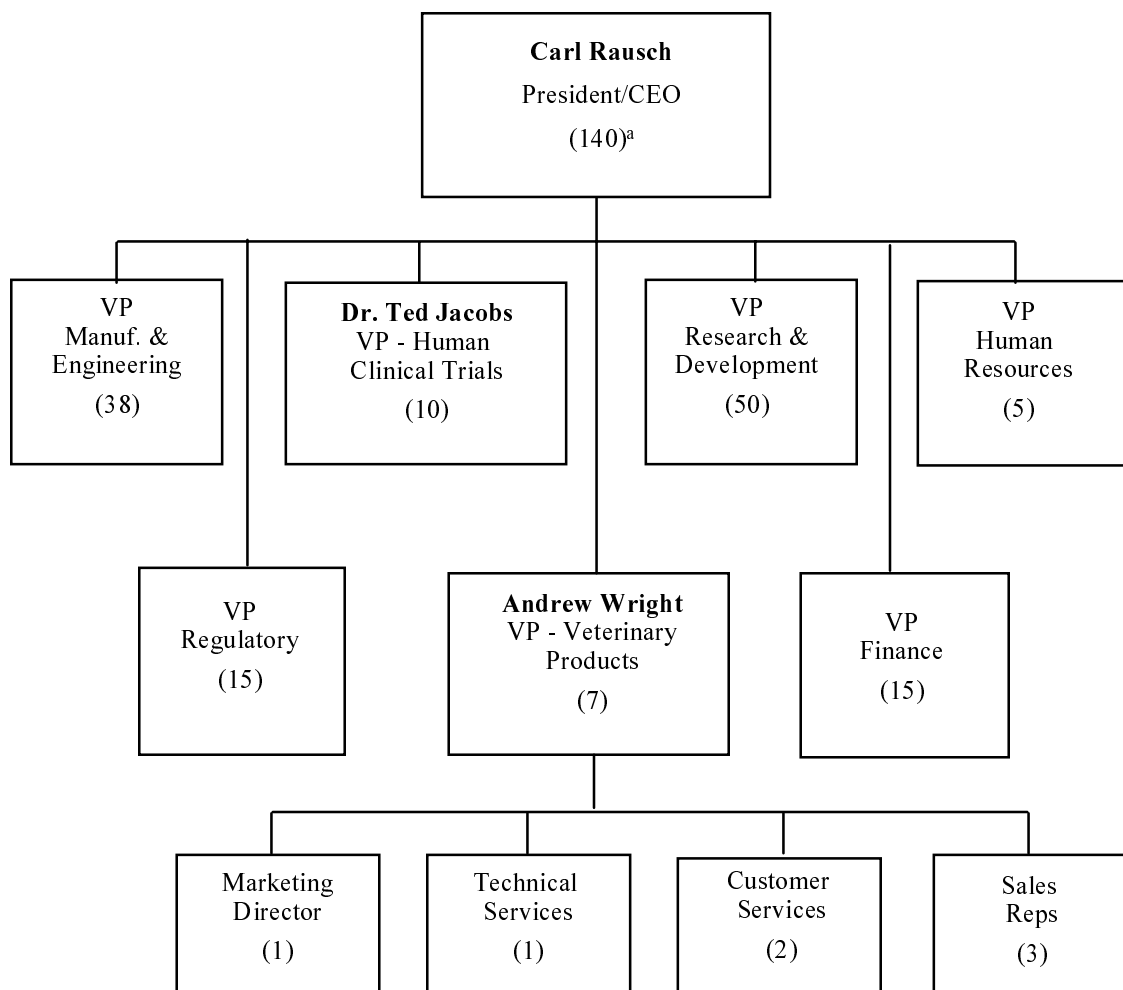 Carl Rausch
President/CEO
(140)ᵃ
VP
Manuf. &
Engineering
(38)
Dr. Ted Jacobs
VP - Human
Clinical Trials
(10)
VP
Research &
Development
(50)
VP
Human
Resources
(5)
VP
Regulatory
(15)
Andrew Wright
VP - Veterinary
Products
(7)
VP
Finance
(15)
Marketing
Director
(1)
Technical
Services
(1)
Customer
Services
(2)
Sales
Reps
(3)